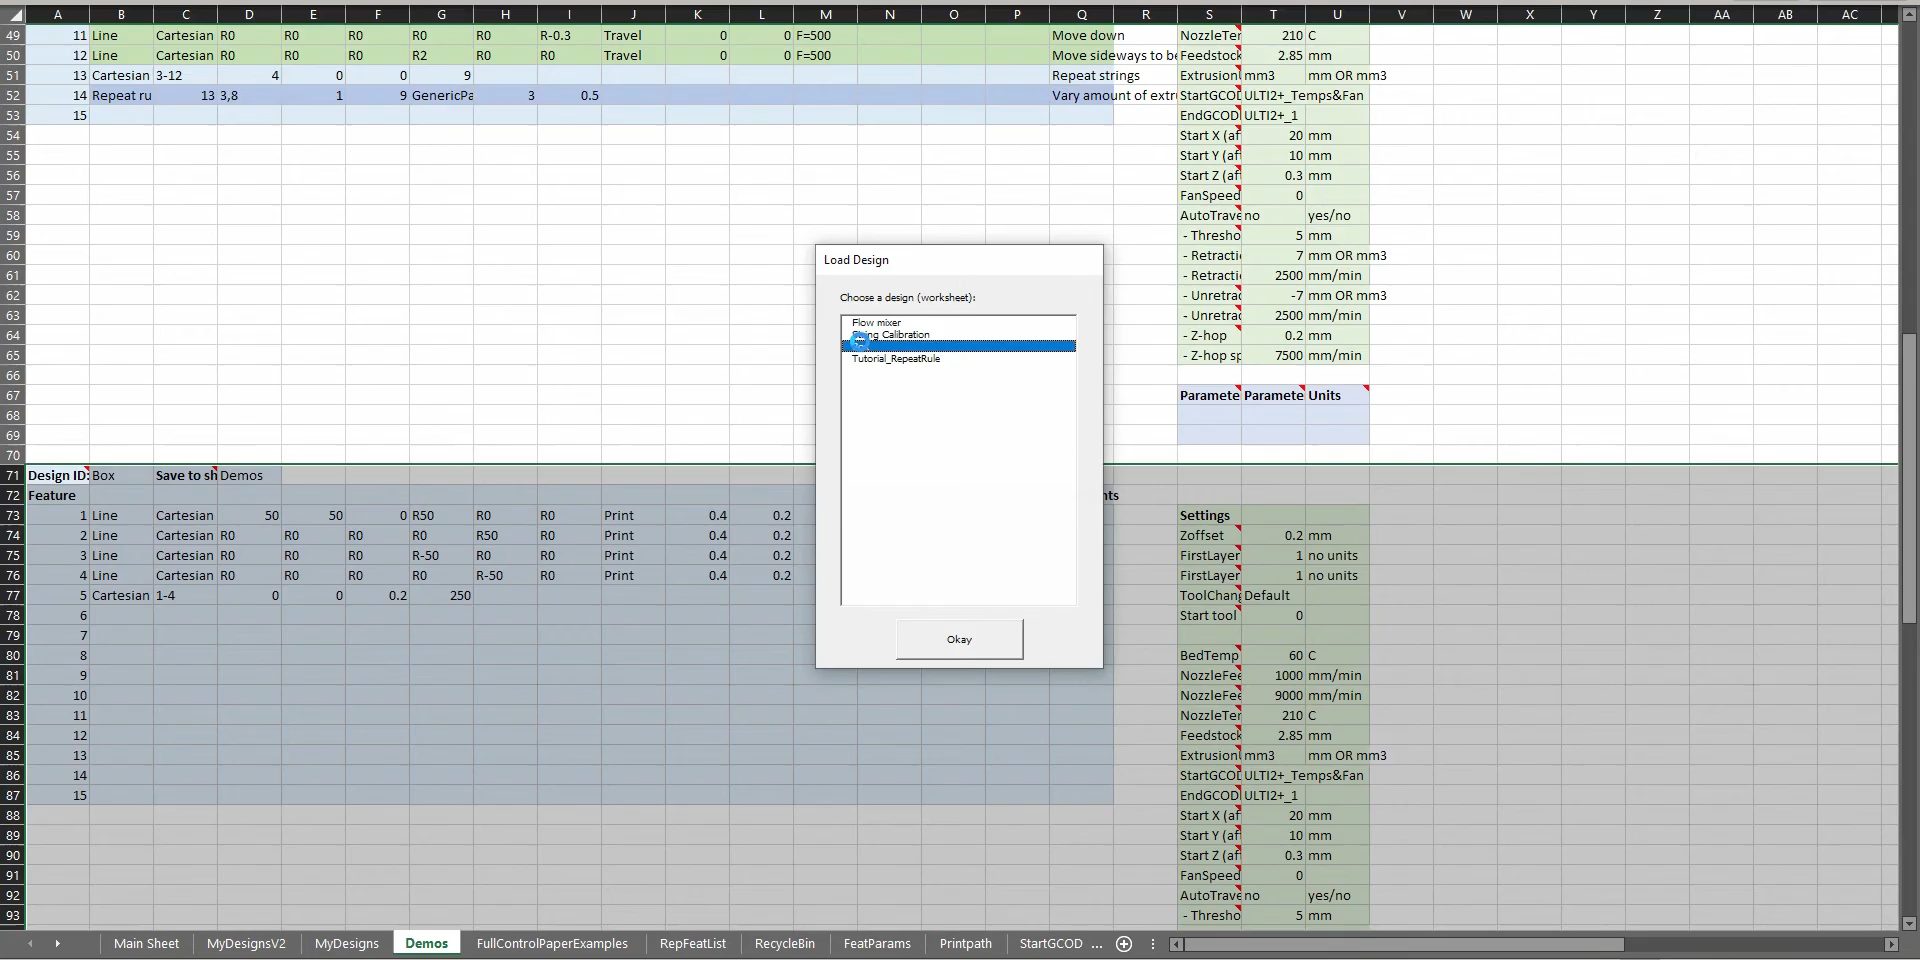 A B C D E F G H I J K L M N O P Q R S T U V W X Y Z AA AB AC
49 11 Line Cartesian R0 R0 R0 R0 R0 R-0.3 Travel 0 0 F=500 Move down NozzleTer 210 C
50 12 Line Cartesian R0 R0 R0 R2 R0 R0 Travel 0 0 F=500 Move sideways to be Feedstock 2.85 mm
51 13 Cartesian 3-12 4 0 0 9 Repeat strings Extrusion mm3 mm OR mm3
52 14 Repeat ru 13 3,8 1 9 GenericPa 3 0.5 Vary amount of extr StartGCOD ULTI2+_Temps&Fan
53 15 EndGCOD ULTI2+_1
54 Start X (af 20 mm
55 Start Y (af 10 mm
56 Start Z (af 0.3 mm
57 FanSpeed 0
58 AutoTrave no yes/no
59 - Thresho 5 mm
60 - Retracti 7 mm OR mm3
61 - Retracti 2500 mm/min
62 - Unretrac -7 mm OR mm3
63 - Unretrac 2500 mm/min
64 - Z-hop 0.2 mm
65 - Z-hop sp 7500 mm/min
66
67 Paramete Paramete Units
68
69
70
71 Design ID: Box Save to sh Demos
72 Feature nts
73 1 Line Cartesian 50 50 0 R50 R0 R0 Print 0.4 0.2 Settings
74 2 Line Cartesian R0 R0 R0 R0 R50 R0 Print 0.4 0.2 Zoffset 0.2 mm
75 3 Line Cartesian R0 R0 R0 R-50 R0 R0 Print 0.4 0.2 FirstLayer 1 no units
76 4 Line Cartesian R0 R0 R0 R0 R-50 R0 Print 0.4 0.2 FirstLayer 1 no units
77 5 Cartesian 1-4 0 0 0.2 250 ToolChang Default
78 6 Start tool 0
79 7
80 8 BedTemp 60 C
81 9 NozzleFee 1000 mm/min
82 10 NozzleFee 9000 mm/min
83 11 NozzleTer 210 C
84 12 Feedstock 2.85 mm
85 13 Extrusion mm3 mm OR mm3
86 14 StartGCOD ULTI2+_Temps&Fan
87 15 EndGCOD ULTI2+_1
88 Start X (af 20 mm
89 Start Y (af 10 mm
90 Start Z (af 0.3 mm
91 FanSpeed 0
92 AutoTrave no yes/no
93 - Thresho 5 mm
Load Design
Choose a design (worksheet):
Flow mixer
Calibration
Tutorial_RepeatRule
Okay
Main Sheet MyDesignsV2 MyDesigns Demos FullControlPaperExamples RepFeatList RecycleBin FeatParams Printpath StartGCOD ...